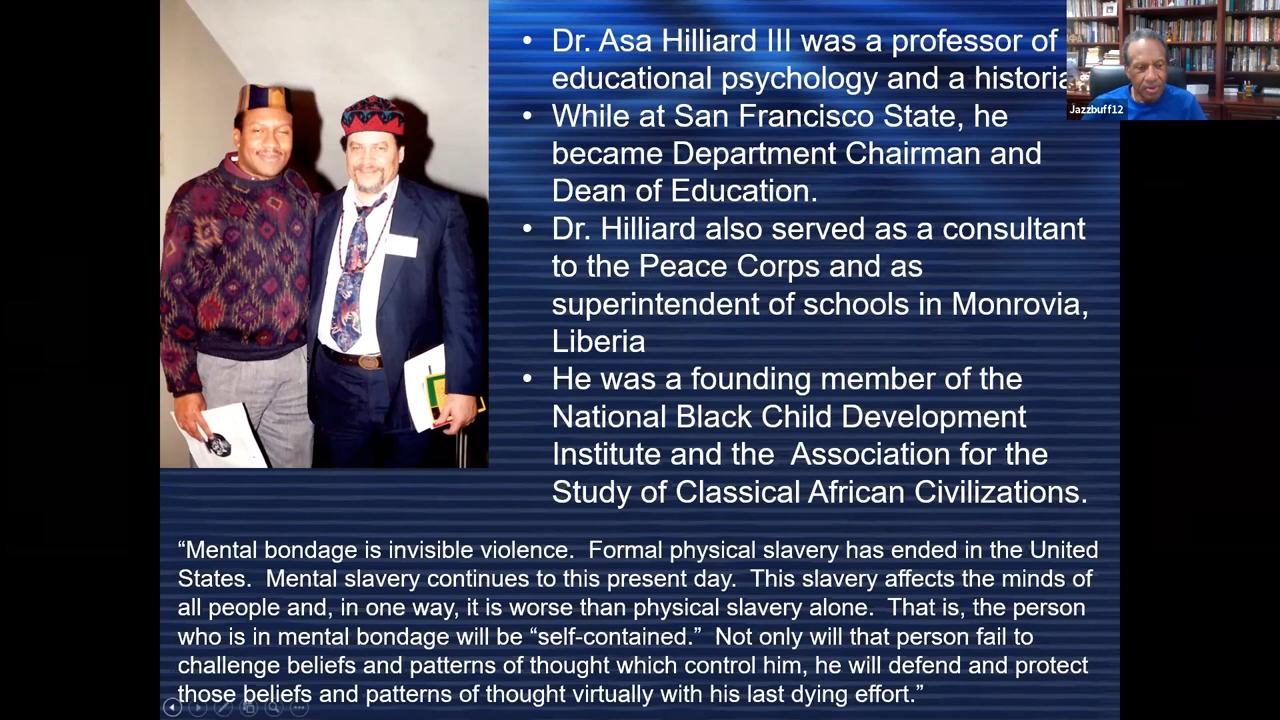 • Dr. Asa Hilliard III was a professor of
educational psychology and a historia
• While at San Francisco State, he
became Department Chairman and
Dean of Education.
• Dr. Hilliard also served as a consultant
to the Peace Corps and as
superintendent of schools in Monrovia,
Liberia
• He was a founding member of the
National Black Child Development
Institute and the  Association for the
Study of Classical African Civilizations.
“Mental bondage is invisible violence.  Formal physical slavery has ended in the United
States.  Mental slavery continues to this present day.  This slavery affects the minds of
all people and, in one way, it is worse than physical slavery alone.  That is, the person
who is in mental bondage will be “self-contained.”  Not only will that person fail to
challenge beliefs and patterns of thought which control him, he will defend and protect
those beliefs and patterns of thought virtually with his last dying effort.”
Jazzbuff12